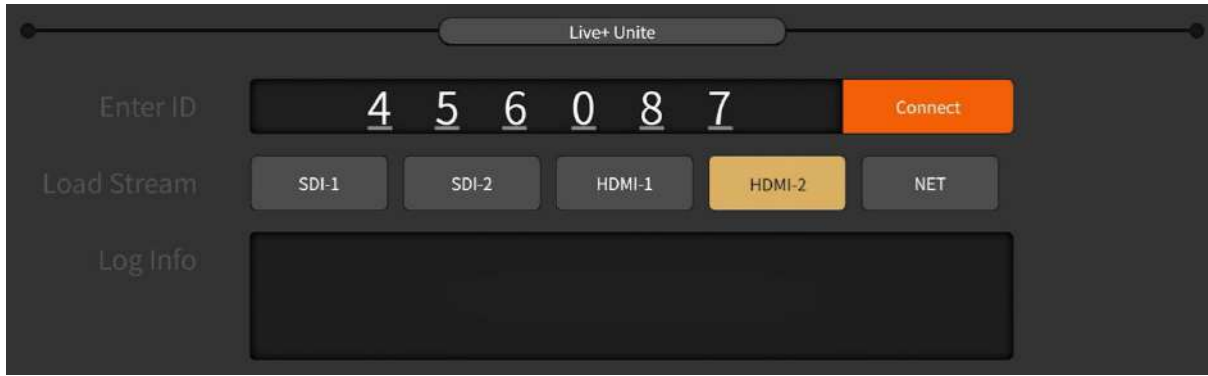 Live+ Unite
Enter ID 4 5 6 0 8 7 Connect
Load Stream SDI-1 SDI-2 HDMI-1 HDMI-2 NET
Log Info